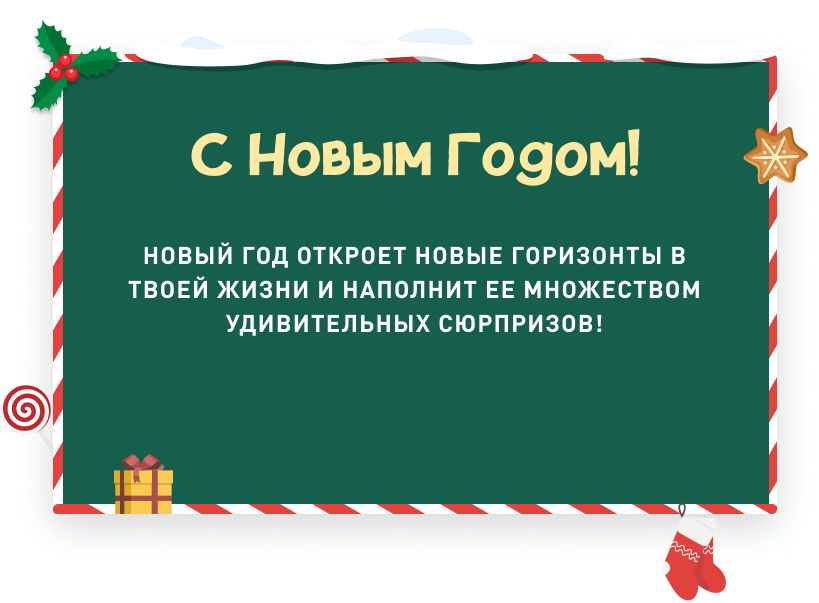 С Новым Годом!
НОВЫЙ ГОД ОТКРОЕТ НОВЫЕ ГОРИЗОНТЫ В
ТВОЕЙ ЖИЗНИ И НАПОЛНИТ ЕЕ МНОЖЕСТВОМ
УДИВИТЕЛЬНЫХ СЮРПРИЗОВ!